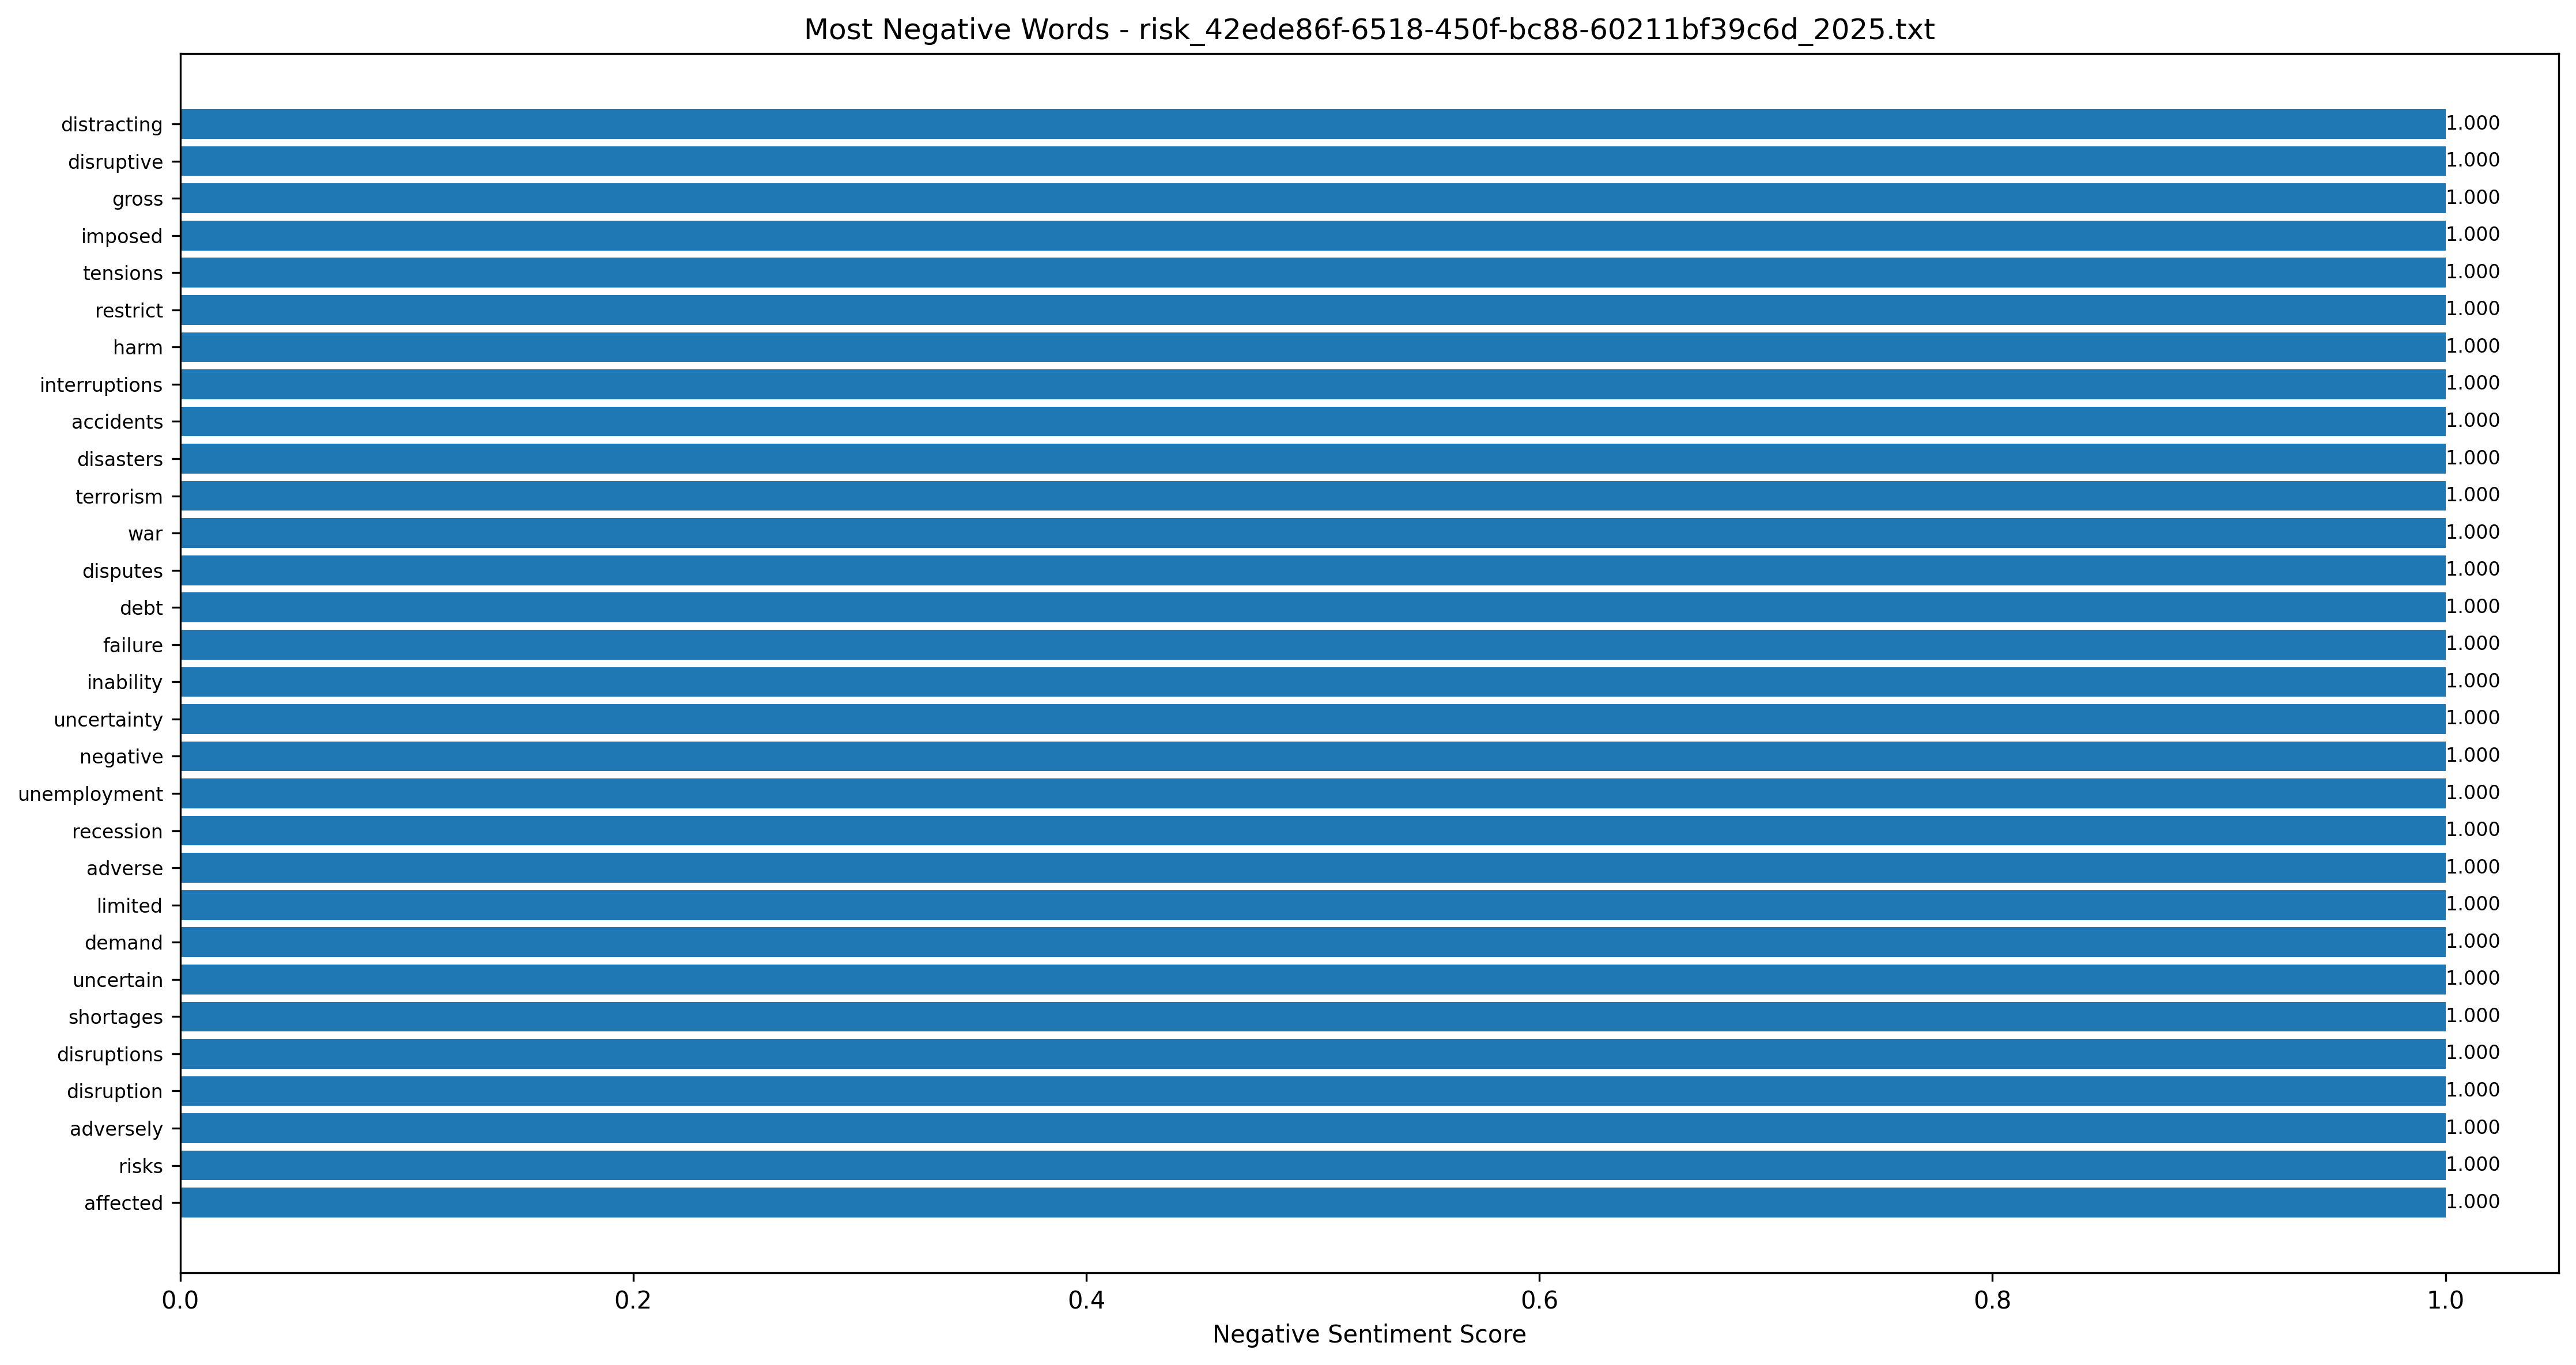 Most Negative Words - risk_42ede86f-6518-450f-bc88-60211bf39c6d_2025.txt
distracting 1.000
disruptive 1.000
gross 1.000
imposed 1.000
tensions 1.000
restrict 1.000
harm 1.000
interruptions 1.000
accidents 1.000
disasters 1.000
terrorism 1.000
war 1.000
disputes 1.000
debt 1.000
failure 1.000
inability 1.000
uncertainty 1.000
negative 1.000
unemployment 1.000
recession 1.000
adverse 1.000
limited 1.000
demand 1.000
uncertain 1.000
shortages 1.000
disruptions 1.000
disruption 1.000
adversely 1.000
risks 1.000
affected 1.000
0.0 0.2 0.4 0.6 0.8 1.0
Negative Sentiment Score